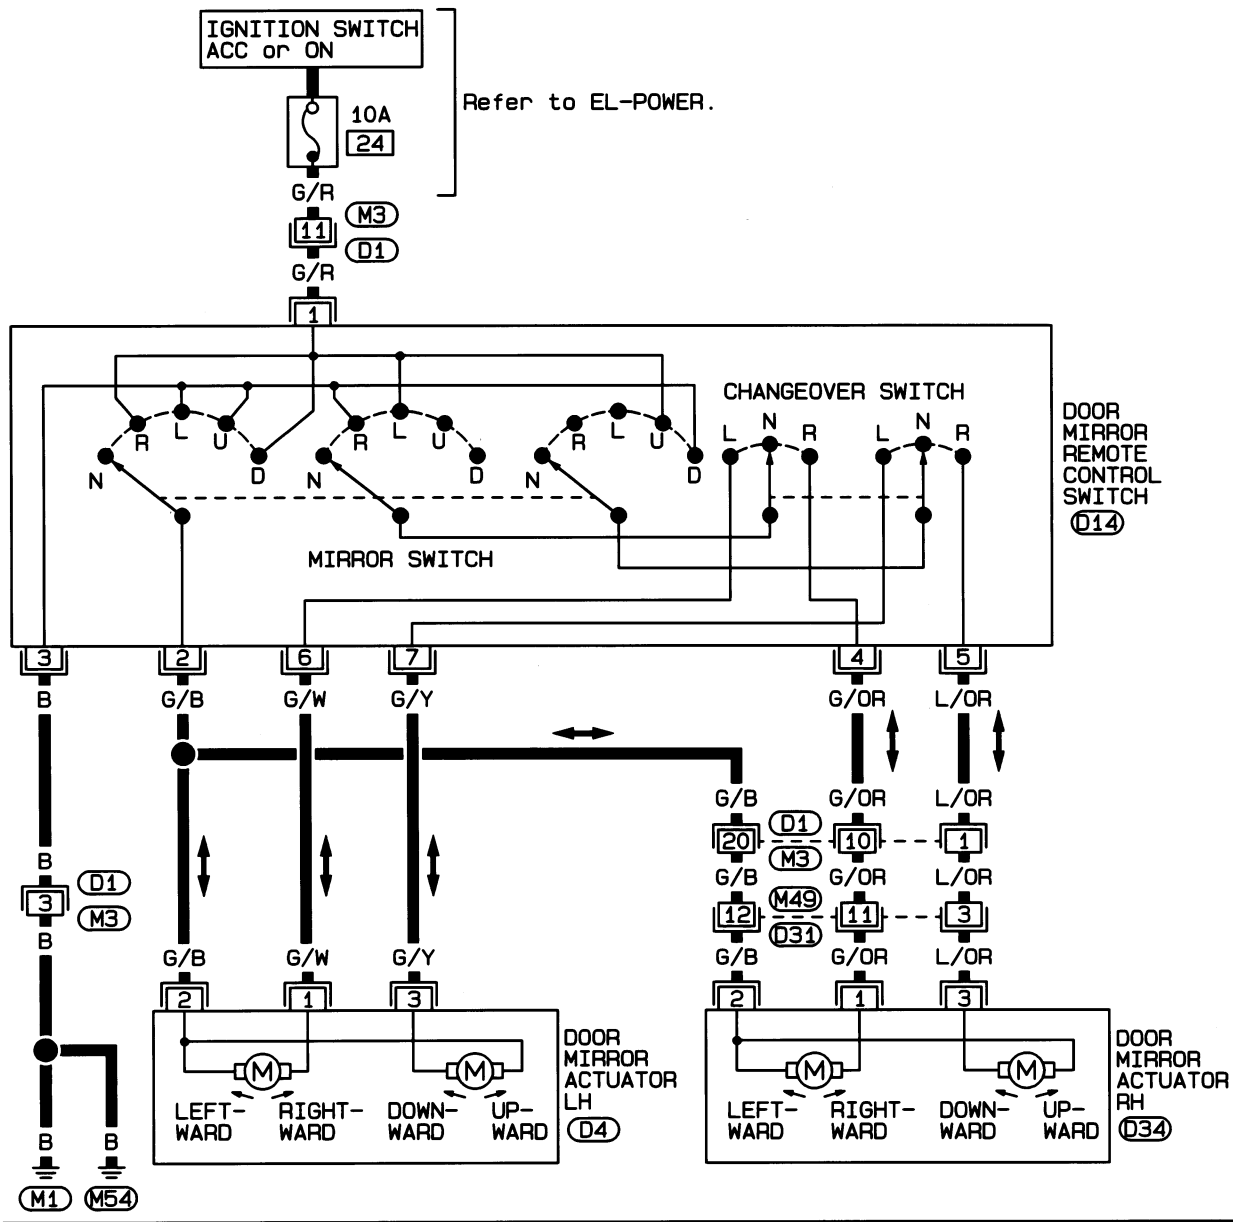 IGNITION SWITCH
ACC or ON
Refer to EL-POWER.
10A
24
G/R
M3
11
D1
G/R
1
CHANGEOVER SWITCH
R L U D N
R L U D N
R L U D N
L N R
L N R
DOOR
MIRROR
REMOTE
CONTROL
SWITCH
D14
MIRROR SWITCH
3 2 6 7 4 5
B G/B G/W G/Y G/OR L/OR
G/B G/OR L/OR
D1
20 10 1
M3
B
D1
3
M3
B
G/B G/OR L/OR
M49
12 11 3
D31
G/B G/W G/Y G/B G/OR L/OR
2 1 3 2 1 3
M M M M
LEFT-
WARD
RIGHT-
WARD
DOWN-
WARD
UP-
WARD
DOOR
MIRROR
ACTUATOR
LH
D4
LEFT-
WARD
RIGHT-
WARD
DOWN-
WARD
UP-
WARD
DOOR
MIRROR
ACTUATOR
RH
D34
B B
M1 M54